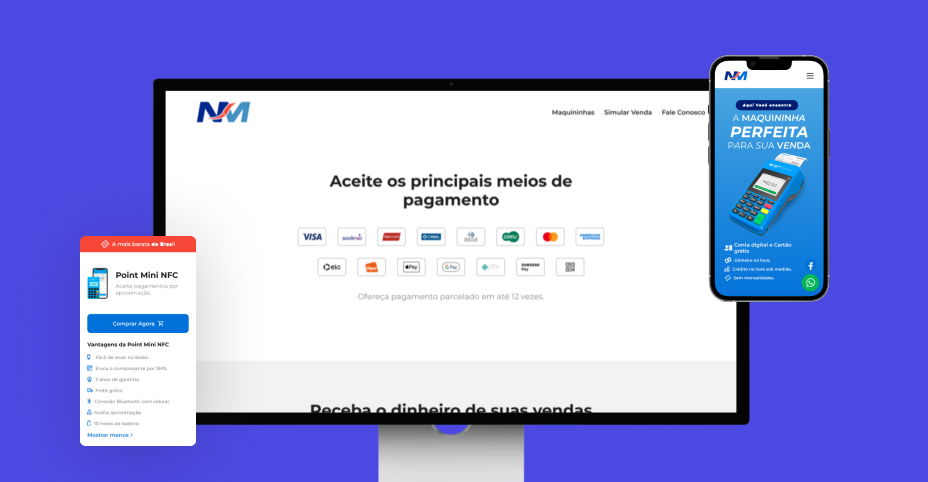 NM
Maquininhas Simular Venda Fale Conosco
Aceite os principais meios de
pagamento
VISA sodexo
elo Pay G Pay PIX SAMSUNG Pay
Ofereça pagamento parcelado em até 12 vezes.
Receba o dinheiro de suas vendas
A mais barata do Brasil
Point Mini NFC
Aceite pagamentos por
aproximação.
Comprar Agora
Vantagens da Point Mini NFC
Fácil de levar no Bolso
Envia o comprovante por SMS.
3 anos de garantia.
Frete grátis.
Conexão Bluetooth com celular.
Aceita aproximação
10 horas de bateria.
Mostrar menos
NM
Aqui Você encontra
A MAQUININHA
PERFEITA
PARA SUA VENDA
Conta digital e Cartão
grátis
Dinheiro na hora.
Crédito na hora sob medida.
Sem mensalidades.